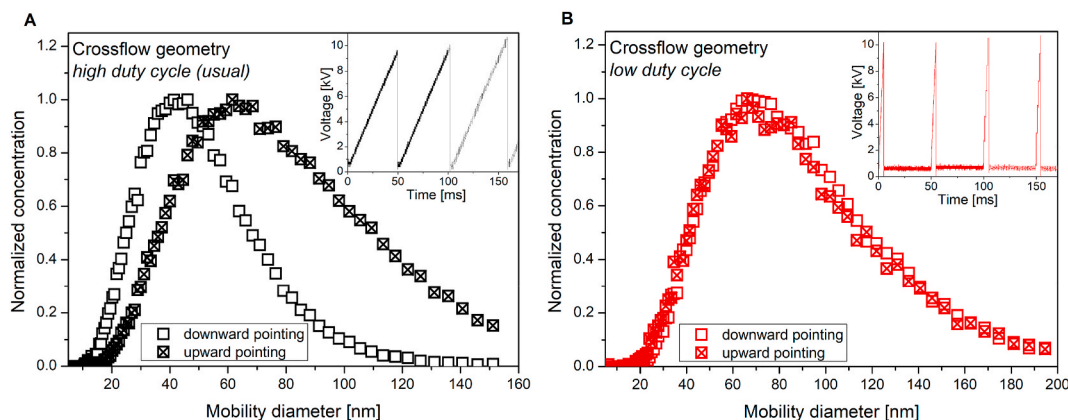 A
Crossflow geometry
high duty cycle (usual)
Normalized concentration
1.2
1.0
0.8
0.6
0.4
0.2
0.0
20 40 60 80 100 120 140 160
Mobility diameter [nm]
downward pointing
upward pointing
Voltage [kV]
10
8
6
4
2
0
0 50 100 150
Time [ms]
B
Crossflow geometry
low duty cycle
Normalized concentration
1.2
1.0
0.8
0.6
0.4
0.2
0.0
20 40 60 80 100 120 140 160 180 200
Mobility diameter [nm]
downward pointing
upward pointing
Voltage [kV]
10
8
6
4
2
0
0 50 100 150
Time [ms]